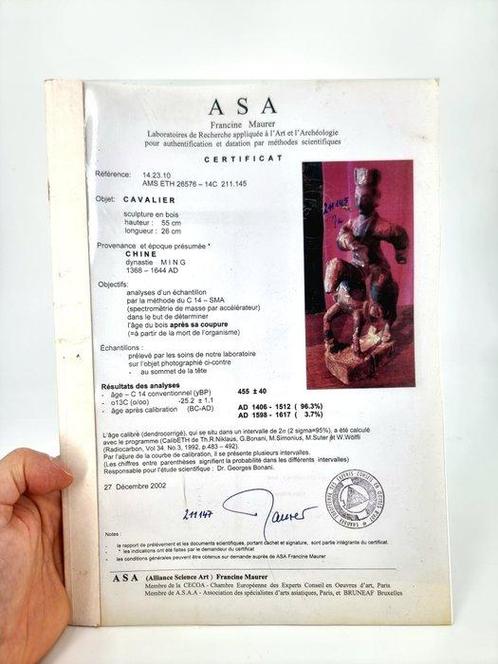 A S A
Francine Maurer
Laboratoires de Recherche appliquée à l'Art et l'Archéologie
pour authentification et datation par méthodes scientifiques
CERTIFICAT
Référence: 14.23.10
AMS ETH 26576 – 14C 211.145
Objet: CAVALIER
sculpture en bois
hauteur : 55 cm
longueur : 26 cm
Provenance et époque présumée *
CHINE
dynastie MING
1368 – 1644 AD
Objectifs:
analyses d'un échantillon
par la méthode du C 14 – SMA
(spectrométrie de masse par accélérateur)
dans le but de déterminer
l'âge du bois après sa coupure
(=à partir de la mort de l'organisme)
Échantillons :
prélevé par les soins de notre laboratoire
sur l'objet photographié ci-contre
- au sommet de la tête
Résultats des analyses
- âge – C 14 conventionnel (yBP) 455 ± 40
- δ13C (o/oo) -25.2 ± 1.1
- âge après calibration (BC-AD) AD 1406 - 1512 ( 96.3%)
AD 1598 - 1617 ( 3.7%)
L'âge calibré (dendrocorrigé), qui se situe dans un intervale de 2σ (2 sigma=95%), a été calculé
avec le programme (CalibETH de Th.R.Niklaus, G.Bonani, M.Simonius, M.Suter et W.Wölfli
(Radiocarbon, Vol 34. No.3, 1992, p.483 – 492).
Par l'allure de la courbe de calibration, il se présente plusieurs intervalles.
(Les chiffres entre parenthèses signifient la probabilité dans les différents intervalles)
Responsable pour l'étude scientifique : Dr. Georges Bonani.
27 Décembre 2002
211147 Maurer
Notes :
- le rapport de prélèvement et les documents scientifiques, portant cachet et signature, sont partie intégrante du certificat.
* les indications ont été faites par le demandeur du certificat
- les conditions générales peuvent être obtenues sur demande auprès de ASA Francine Maurer
A S A (Alliance Science Art) Francine Maurer
Membre de la CECOA - Chambre Européenne des Experts Conseil en Oeuvres d'art, Paris
Membre de A.S.A.A - Association des spécialistes d'arts asiatiques, Paris, et BRUNEAF Bruxelles